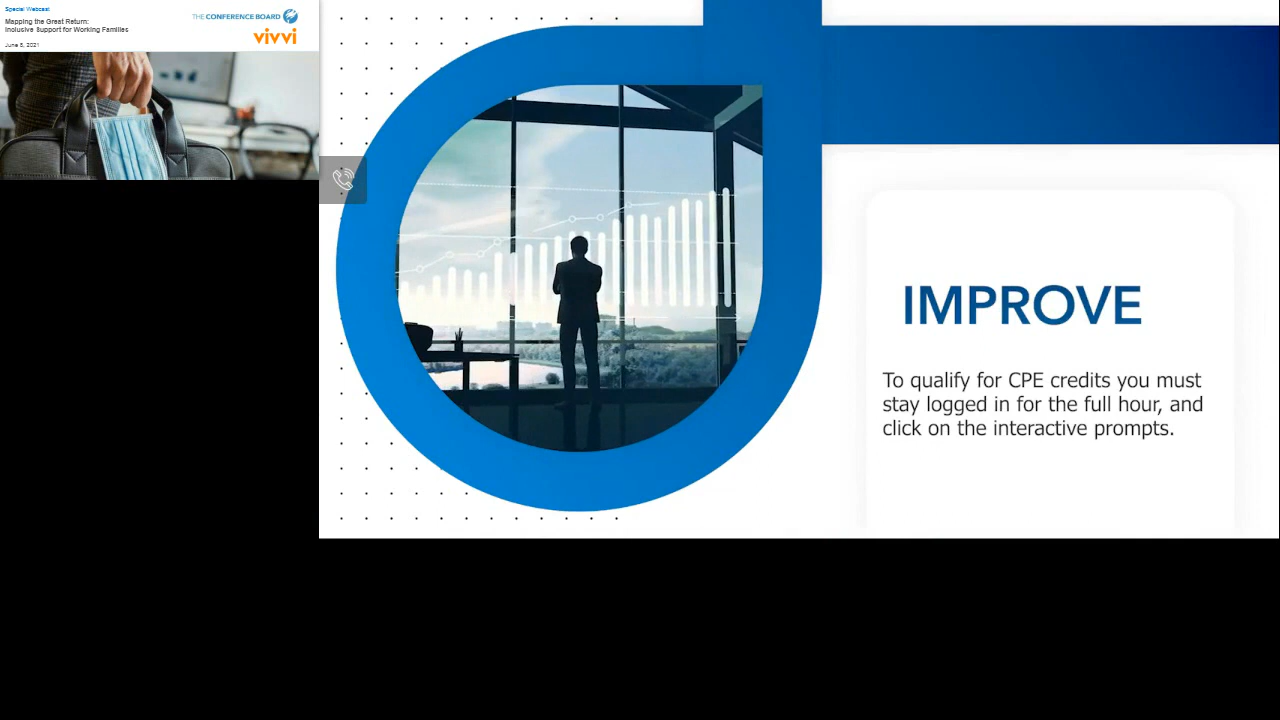 Special Webcast
Mapping the Great Return:
Inclusive Support for Working Families
June 8, 2021
THE CONFERENCE BOARD
vivvi
IMPROVE
To qualify for CPE credits you must
stay logged in for the full hour, and
click on the interactive prompts.